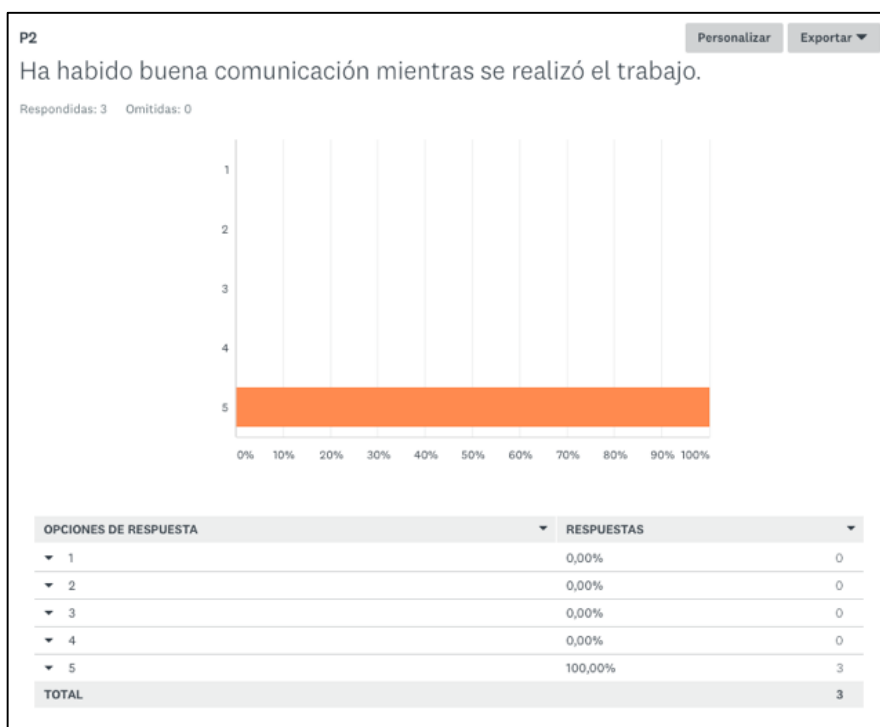 P2
Personalizar Exportar
Ha habido buena comunicación mientras se realizó el trabajo.
Respondidas: 3 Omitidas: 0
1
2
3
4
5
0% 10% 20% 30% 40% 50% 60% 70% 80% 90% 100%
OPCIONES DE RESPUESTA RESPUESTAS
1 0,00% 0
2 0,00% 0
3 0,00% 0
4 0,00% 0
5 100,00% 3
TOTAL 3